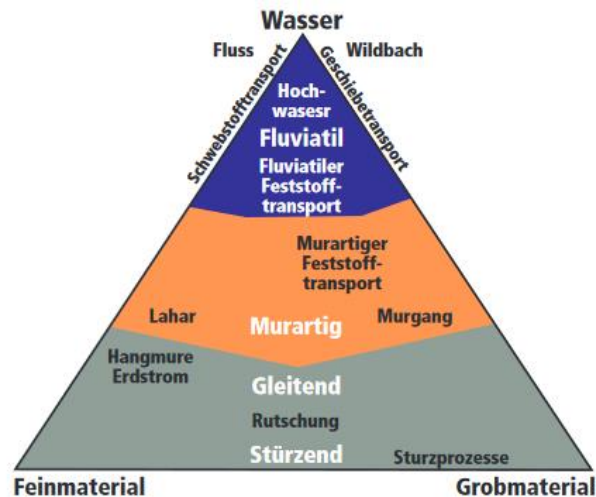 Wasser
Fluss
Wildbach
Schwebstofftransport
Geschiebetransport
Hoch-
wasesr
Fluviatil
Fluviatiler
Feststoff-
transport
Murartiger
Feststoff-
transport
Lahar
Murartig
Murgang
Hangmure
Erdstrom
Gleitend
Rutschung
Stürzend
Sturzprozesse
Feinmaterial
Grobmaterial